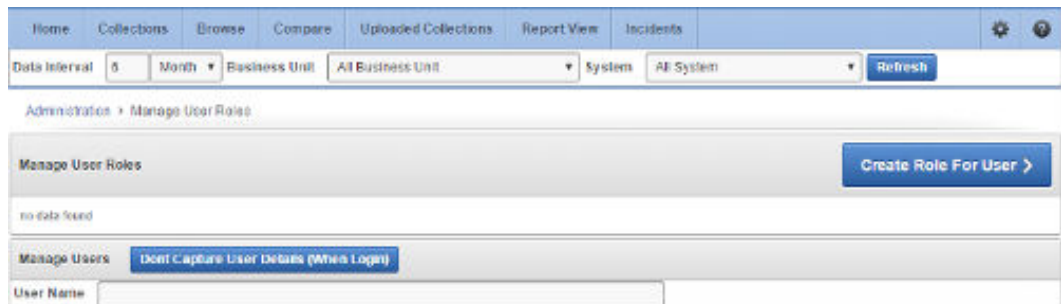 Home Collections Browse Compare Uploaded Collections Report View Incidents
Data Interval 6 Month Business Unit All Business Unit System All System Refresh
Administration > Manage User Roles
Manage User Roles Create Role For User >
no data found
Manage Users Dont Capture User Details (When Login)
User Name